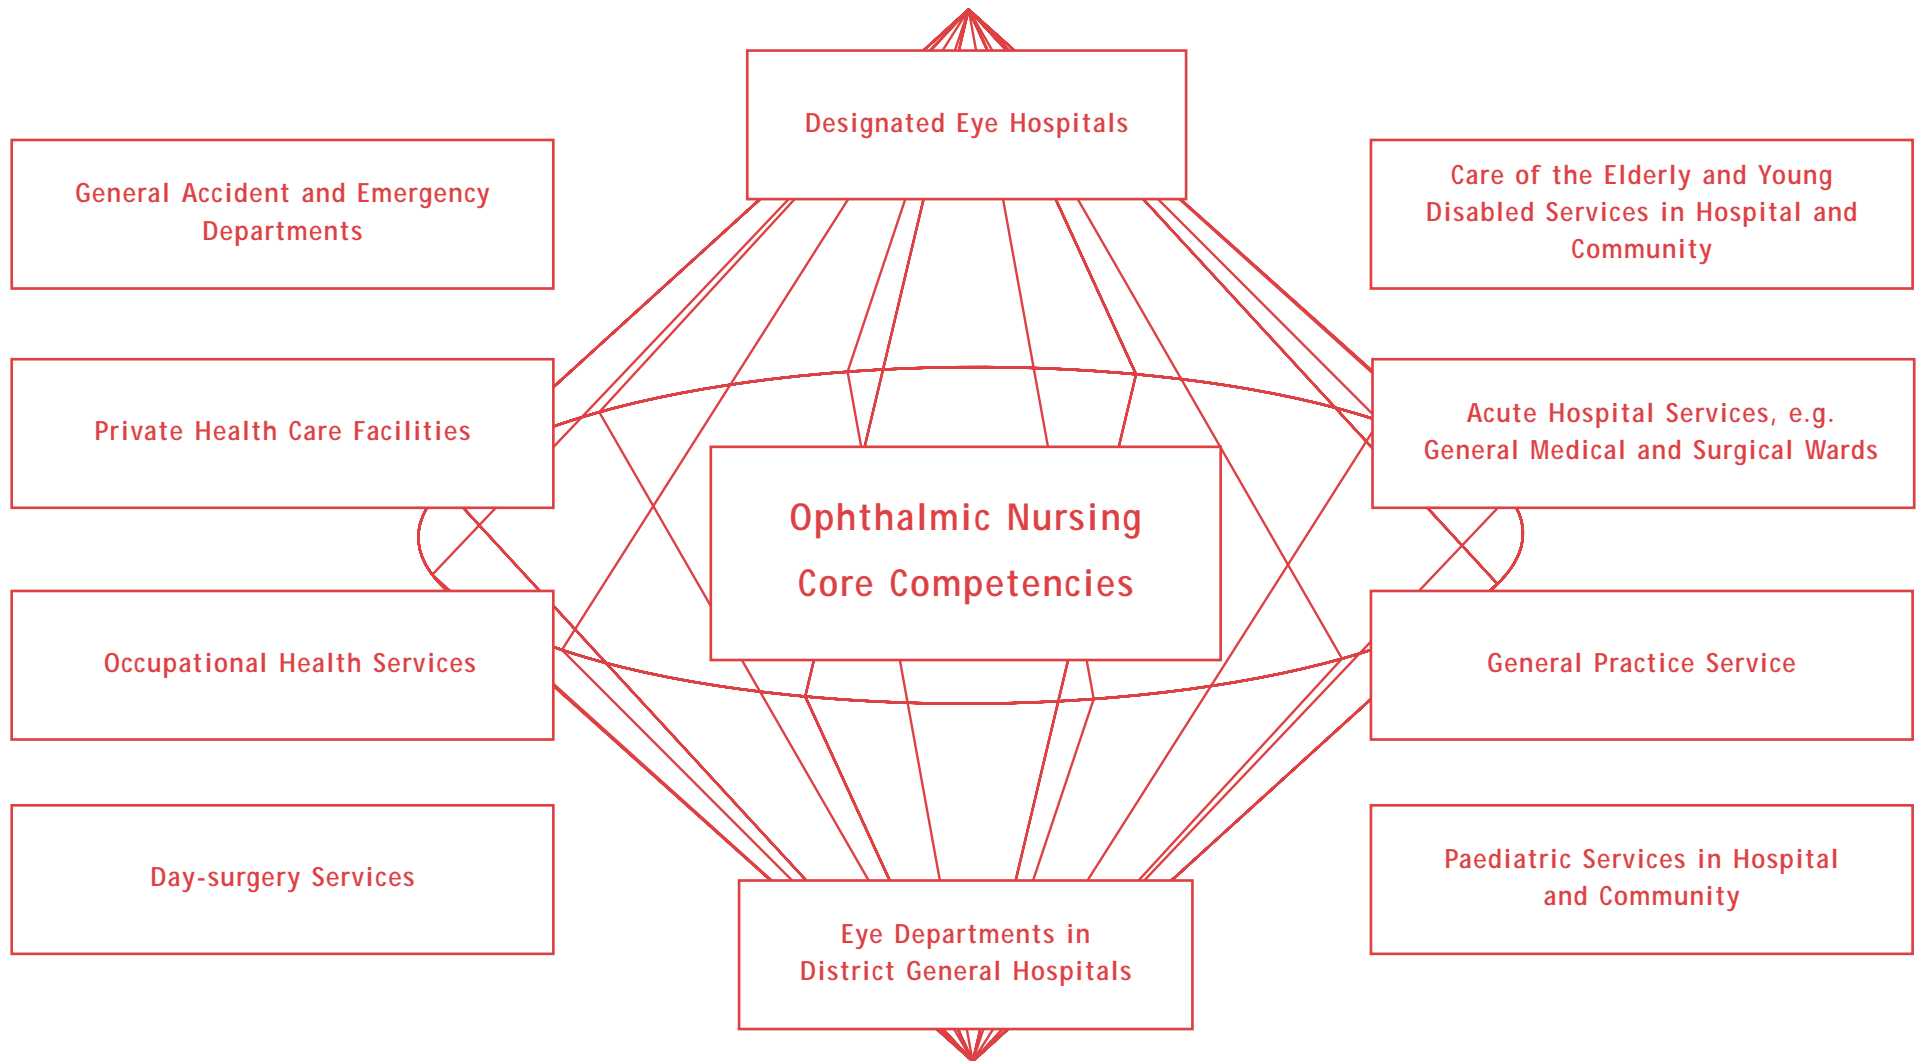 Designated Eye Hospitals
General Accident and Emergency
Departments
Care of the Elderly and Young
Disabled Services in Hospital and
Community
Private Health Care Facilities
Acute Hospital Services, e.g.
General Medical and Surgical Wards
Ophthalmic Nursing
Core Competencies
Occupational Health Services
General Practice Service
Day-surgery Services
Paediatric Services in Hospital
and Community
Eye Departments in
District General Hospitals